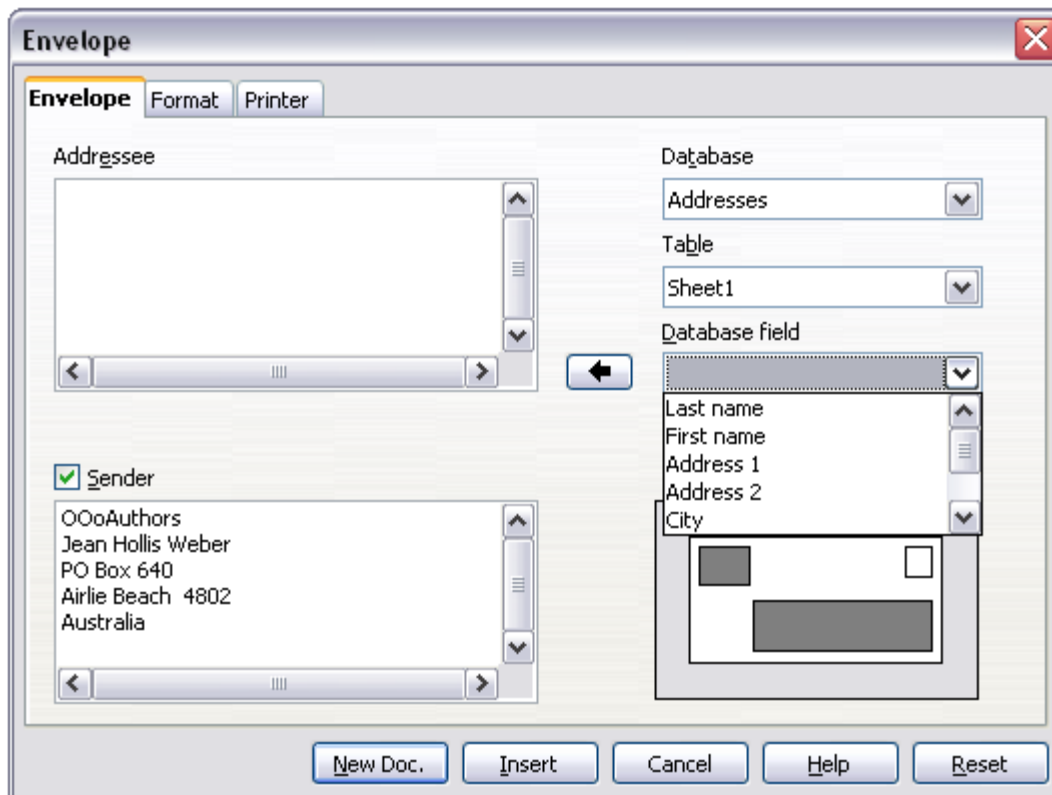 Envelope
Envelope Format Printer
Addressee
Database
Addresses
Table
Sheet1
Database field
Last name
First name
Address 1
Address 2
City
Sender
OOoAuthors
Jean Hollis Weber
PO Box 640
Airlie Beach  4802
Australia
New Doc. Insert Cancel Help Reset